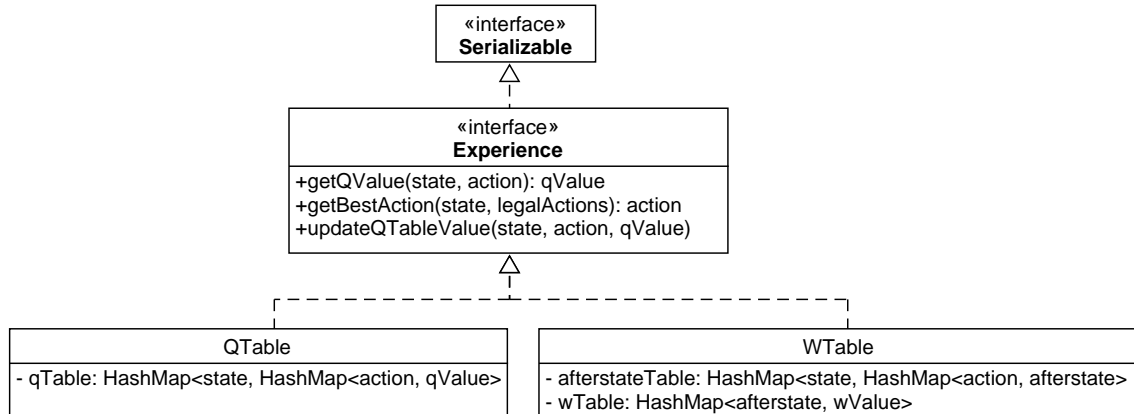 «interface»
Serializable
«interface»
Experience
+getQValue(state, action): qValue
+getBestAction(state, legalActions): action
+updateQTableValue(state, action, qValue)
QTable
- qTable: HashMap<state, HashMap<action, qValue>
WTable
- afterstateTable: HashMap<state, HashMap<action, afterstate>
- wTable: HashMap<afterstate, wValue>